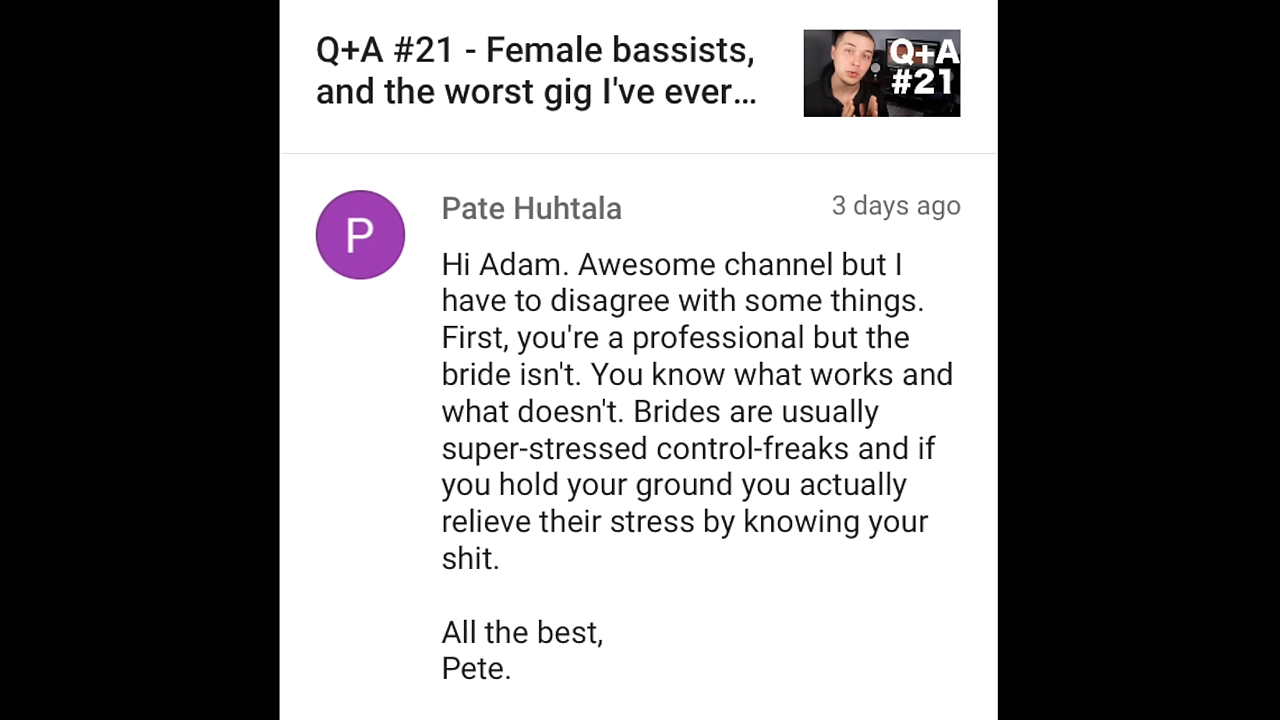 Q+A #21 - Female bassists,
and the worst gig I've ever...
Q+A
#21
P
Pate Huhtala
3 days ago
Hi Adam. Awesome channel but I
have to disagree with some things.
First, you're a professional but the
bride isn't. You know what works and
what doesn't. Brides are usually
super-stressed control-freaks and if
you hold your ground you actually
relieve their stress by knowing your
shit.
All the best,
Pete.